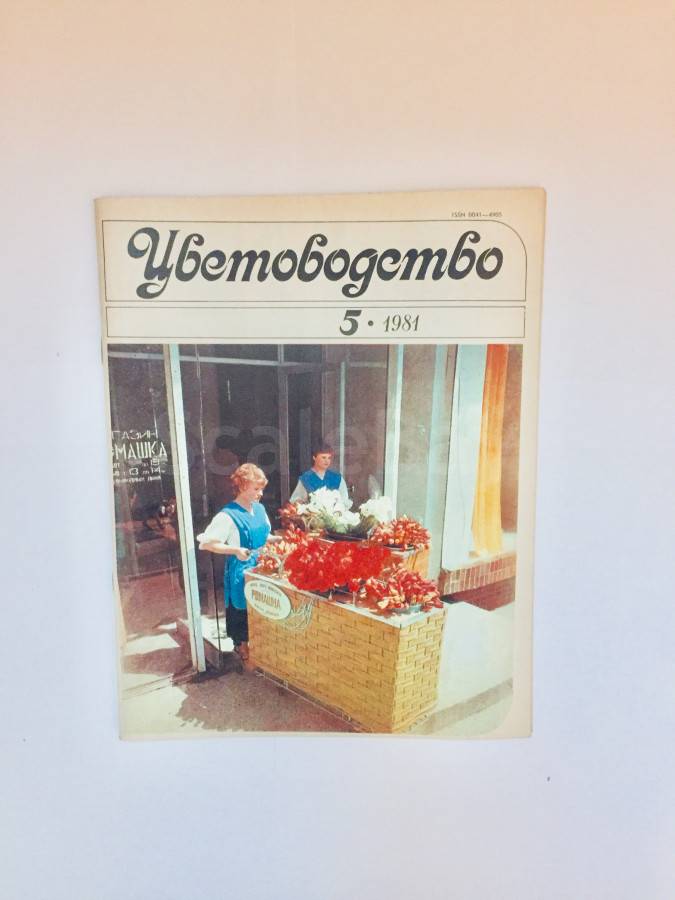 ISSN 0041—4905
Цветоводство
5 • 1981
МАШКА
РОМАШКА